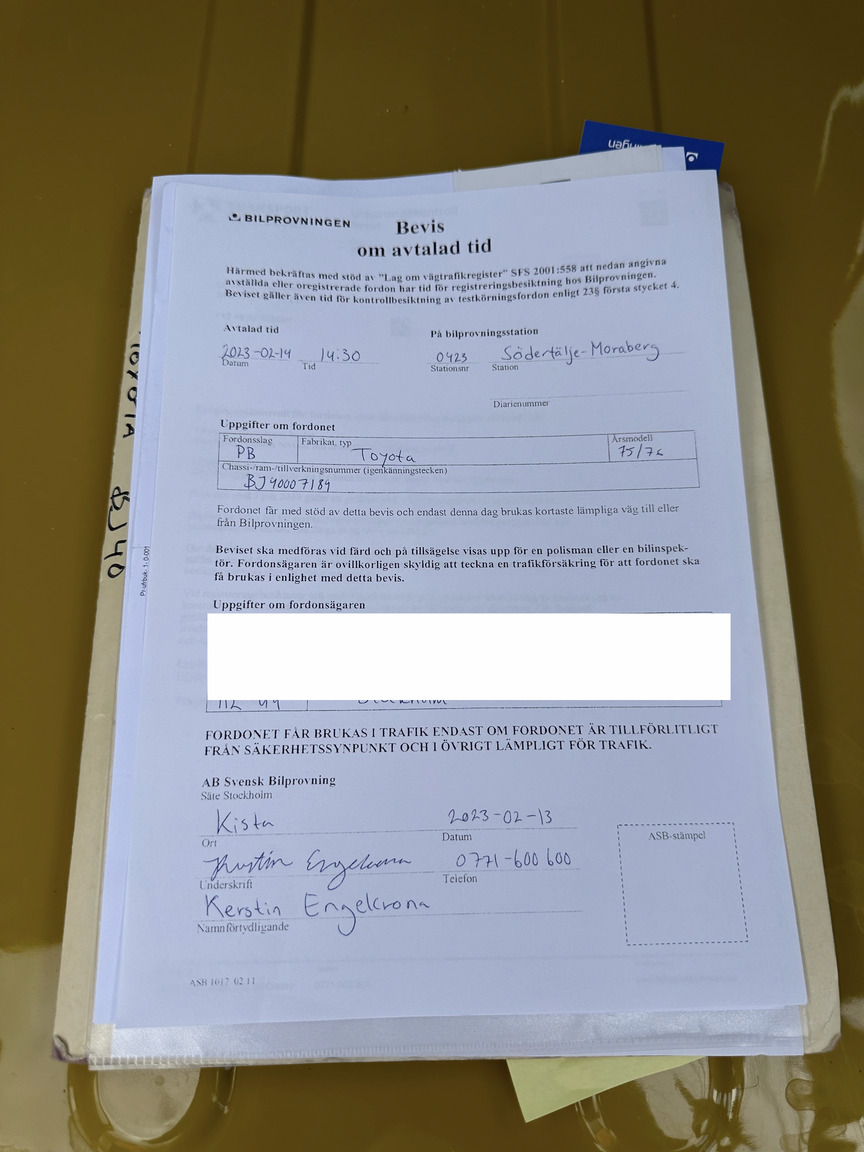 BILPROVNINGEN
Bevis
om avtalad tid
Härmed bekräftas med stöd av "Lag om vägtrafikregister" SFS 2001:558 att nedan angivna
avställda eller oregistrerade fordon har tid för registreringsbesiktning hos Bilprovningen.
Beviset gäller även tid för kontrollbesiktning av testkörningsfordon enligt 23§ första stycket 4.
Avtalad tid
På bilprovningsstation
2023-02-14 14:30
0423 Södertälje-Moraberg
Datum Tid
Stationsnr Station
Diarienummer
Uppgifter om fordonet
Fordonsslag Fabrikat, typ Årsmodell
PB Toyota 75/76
Chassi-/ram-/tillverkningsnummer (igenkänningstecken)
BJ40007189
Fordonet får med stöd av detta bevis och endast denna dag brukas kortaste lämpliga väg till eller
från Bilprovningen.
Beviset ska medföras vid färd och på tillsägelse visas upp för en polisman eller en bilinspek-
tör. Fordonsägaren är ovillkorligen skyldig att teckna en trafikförsäkring för att fordonet ska
få brukas i enlighet med detta bevis.
Uppgifter om fordonsägaren
FORDONET FÅR BRUKAS I TRAFIK ENDAST OM FORDONET ÄR TILLFÖRLITLIGT
FRÅN SÄKERHETSSYNPUNKT OCH I ÖVRIGT LÄMPLIGT FÖR TRAFIK.
AB Svensk Bilprovning
Säte Stockholm
Kista 2023-02-13
Ort Datum
ASB-stämpel
Kerstin Engelcrona 0771-600 600
Underskrift Telefon
Kerstin Engelcrona
Namnförtydligande
ASB 1017 02 11
TOYOTA BJ40